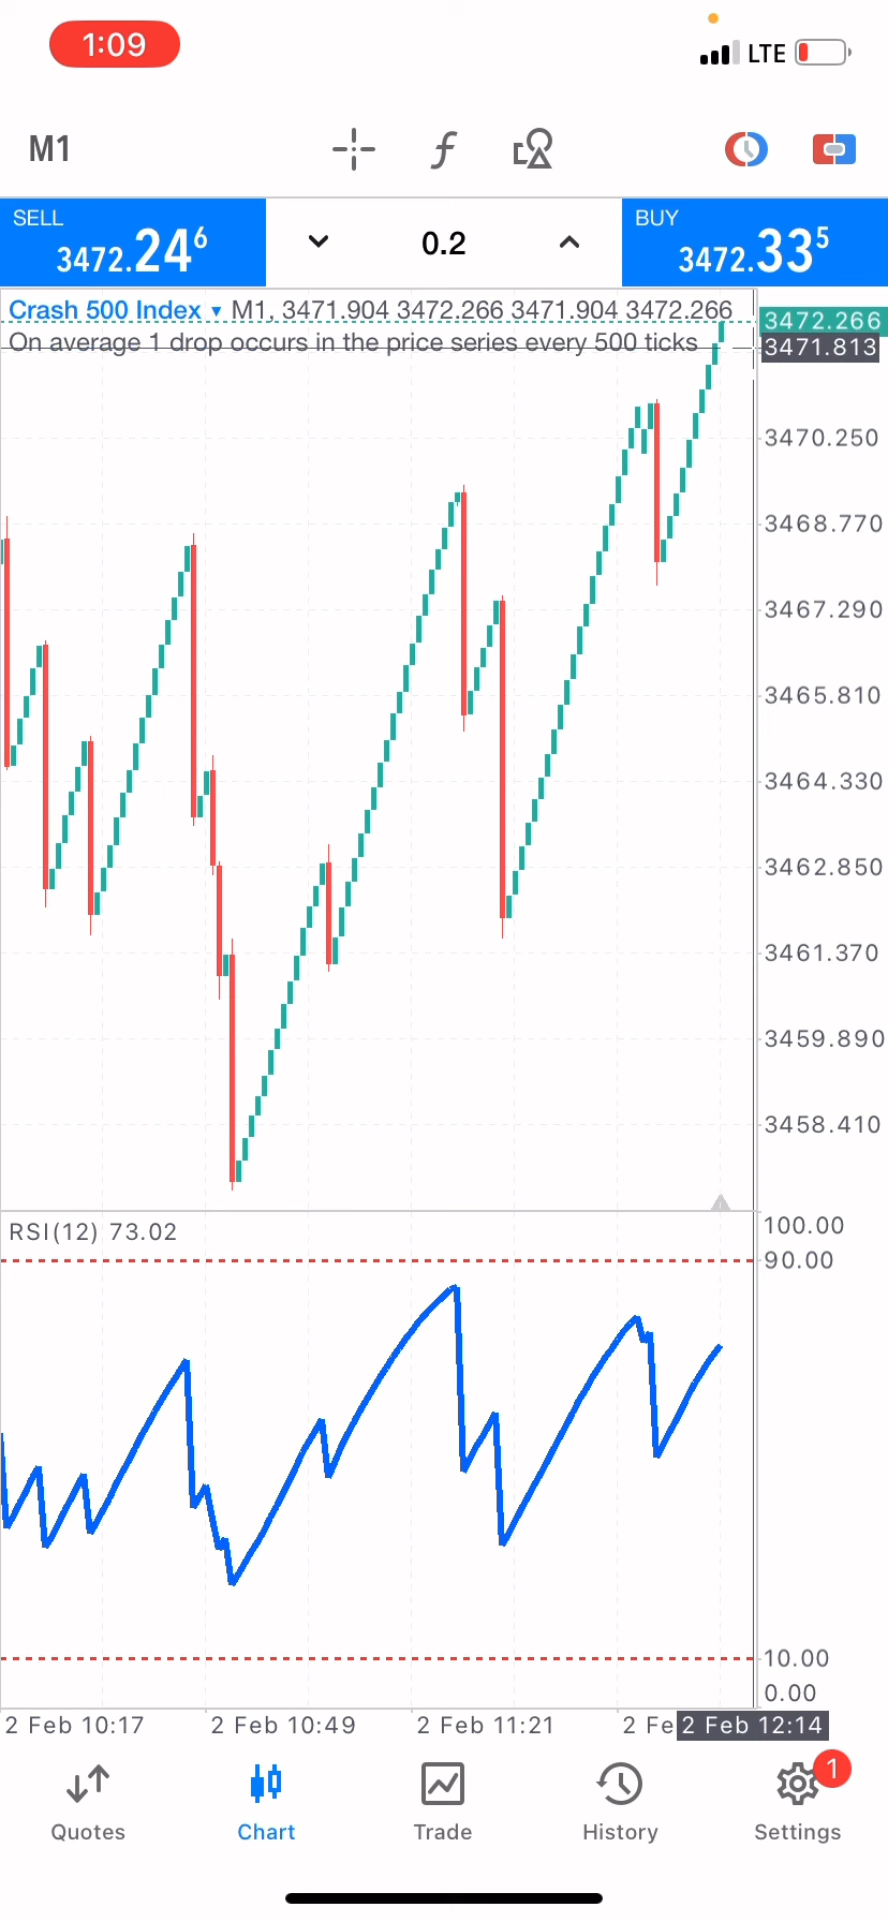 1:09
LTE
M1
SELL
3472.246
0.2
BUY
3472.335
Crash 500 Index ▾ M1, 3471.904 3472.266 3471.904 3472.266
3472.266
On average 1 drop occurs in the price series every 500 ticks
3471.813
3470.250
3468.770
3467.290
3465.810
3464.330
3462.850
3461.370
3459.890
3458.410
RSI(12) 73.02
100.00
90.00
10.00
0.00
2 Feb 10:17
2 Feb 10:49
2 Feb 11:21
2 Fe
2 Feb 12:14
1
Quotes
Chart
Trade
History
Settings